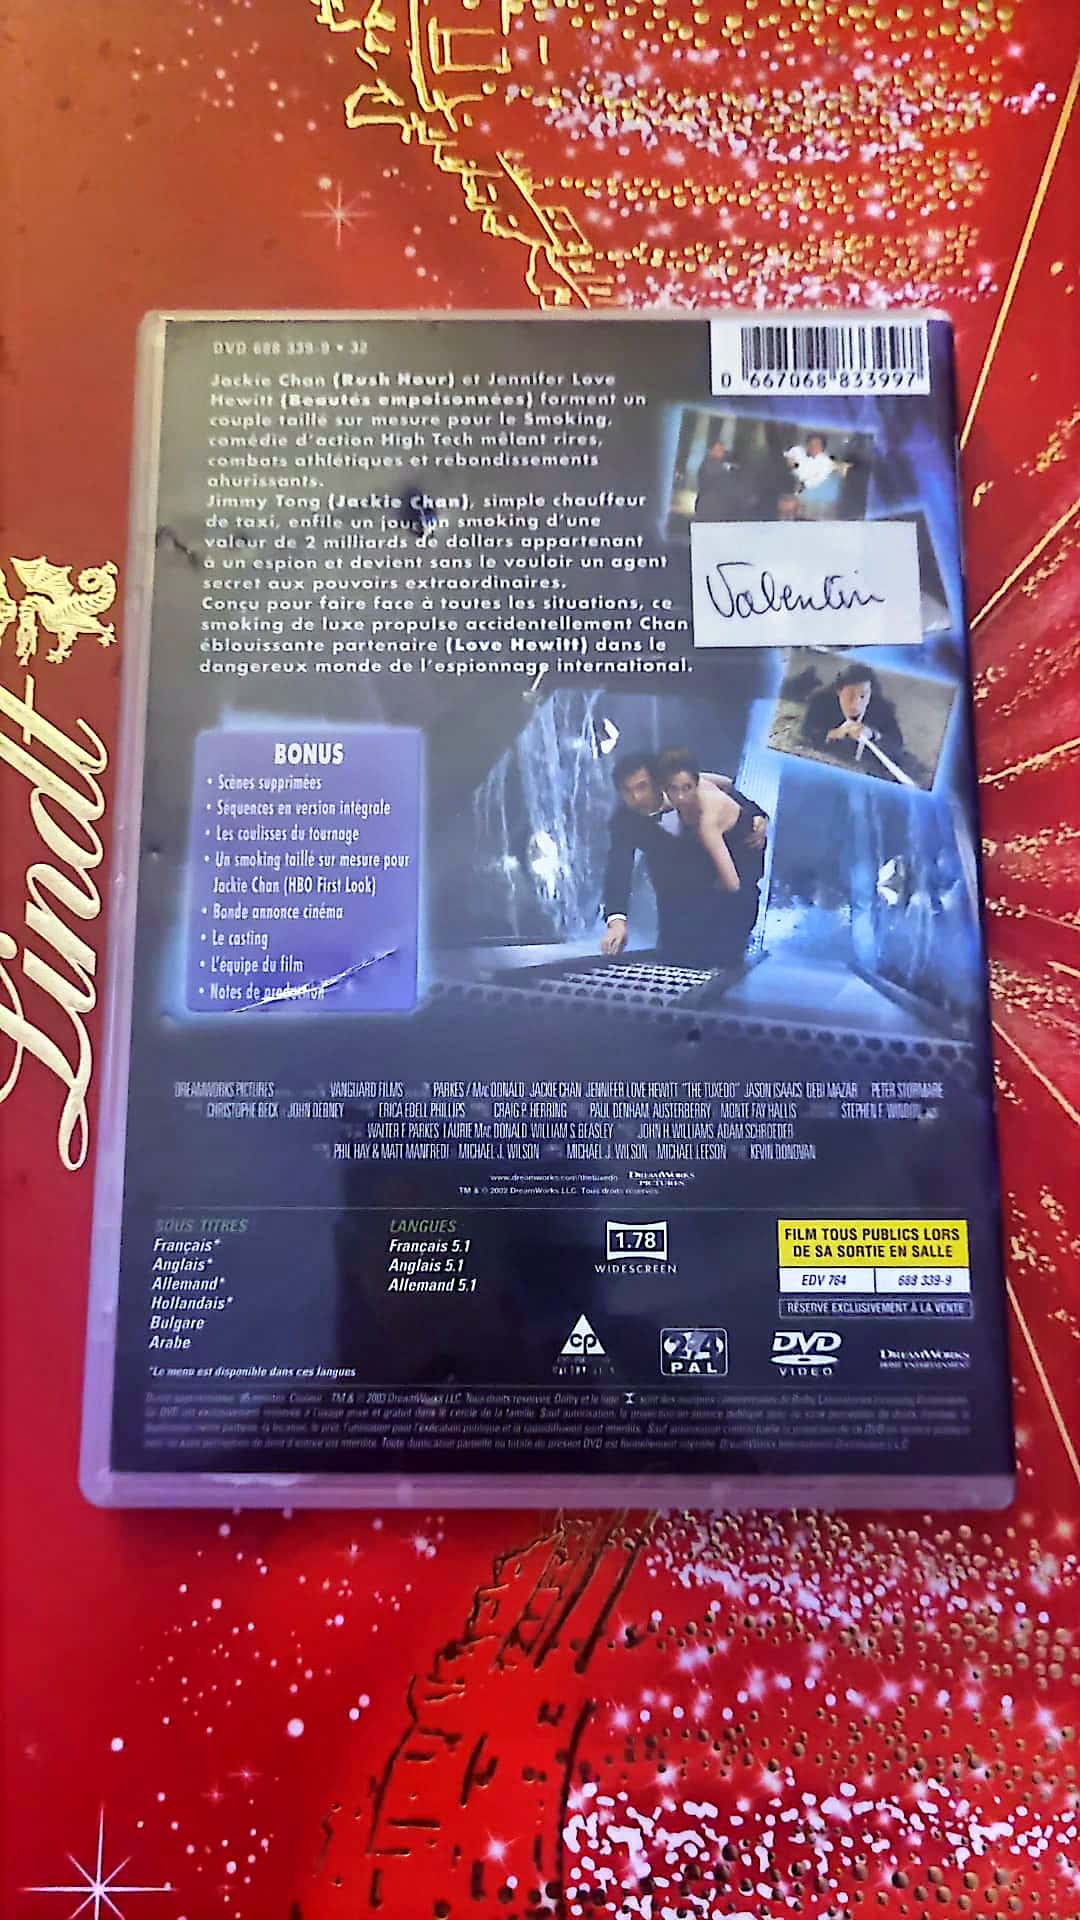 DVD 688 339-9 • 32
0 667068 833997
Jackie Chan (Rush Hour) et Jennifer Love
Hewitt (Beautés empoisonnées) forment un
couple taillé sur mesure pour le Smoking,
comédie d'action High Tech mêlant rires,
combats athlétiques et rebondissements
ahurissants.
Jimmy Tong (Jackie Chan), simple chauffeur
de taxi, enfile un jour un smoking d'une
valeur de 2 milliards de dollars appartenant
à un espion et devient sans le vouloir un agent
secret aux pouvoirs extraordinaires.
Conçu pour faire face à toutes les situations, ce
smoking de luxe propulse accidentellement Chan
éblouissante partenaire (Love Hewitt) dans le
dangereux monde de l'espionnage international.
Valentin
Lindt
BONUS
• Scènes supprimées
• Séquences en version intégrale
• Les coulisses du tournage
• Un smoking taillé sur mesure pour
Jackie Chan (HBO First Look)
• Bande annonce cinéma
• Le casting
• L'équipe du film
• Notes de production
DREAMWORKS PICTURES VANGUARD FILMS PARKES / MACDONALD JACKIE CHAN JENNIFER LOVE HEWITT "THE TUXEDO" JASON ISAACS DEBI MAZAR PETER STORMARE
CHRISTOPHE BECK JOHN DEBNEY ERICA EDELL PHILLIPS CRAIG P. HERRING PAUL DENHAM AUSTERBERRY MONTE FAY HALLIS STEPHEN F. WINDON
WALTER F. PARKES LAURIE MACDONALD WILLIAM S. BEASLEY JOHN H. WILLIAMS ADAM SCHROEDER
PHIL HAY & MATT MANFREDI MICHAEL J. WILSON MICHAEL J. WILSON MICHAEL LEESON KEVIN DONOVAN
www.dreamworks.com/thetuxedo DREAMWORKS PICTURES
TM & © 2002 DreamWorks LLC. Tous droits réservés.
SOUS TITRES
Français*
Anglais*
Allemand*
Hollandais*
Bulgare
Arabe
*Le menu est disponible dans ces langues
LANGUES
Français 5.1
Anglais 5.1
Allemand 5.1
1.78
WIDESCREEN
FILM TOUS PUBLICS LORS
DE SA SORTIE EN SALLE
EDV 764 688 339-9
RÉSERVÉ EXCLUSIVEMENT À LA VENTE
cp
2 4
PAL
DVD
VIDEO
DREAMWORKS
HOME ENTERTAINMENT